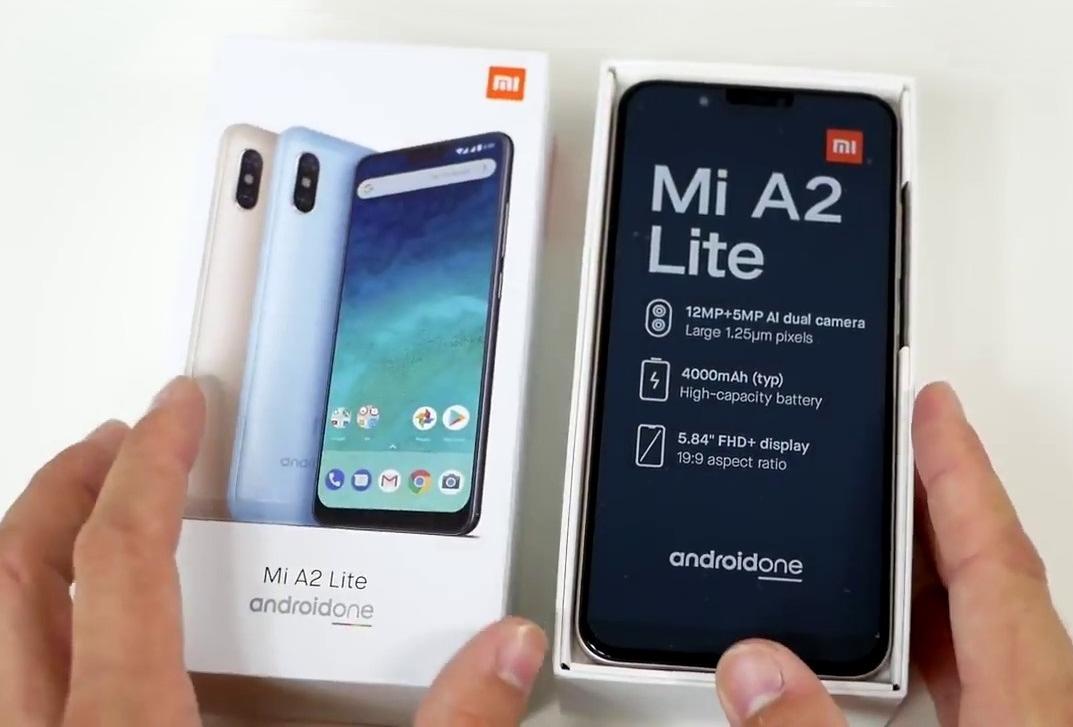 mi
andr
Mi A2 Lite
androidone
mi
Mi A2
Lite
12MP+5MP AI dual camera
Large 1.25μm pixels
4000mAh (typ)
High-capacity battery
5.84" FHD+ display
19:9 aspect ratio
androidone